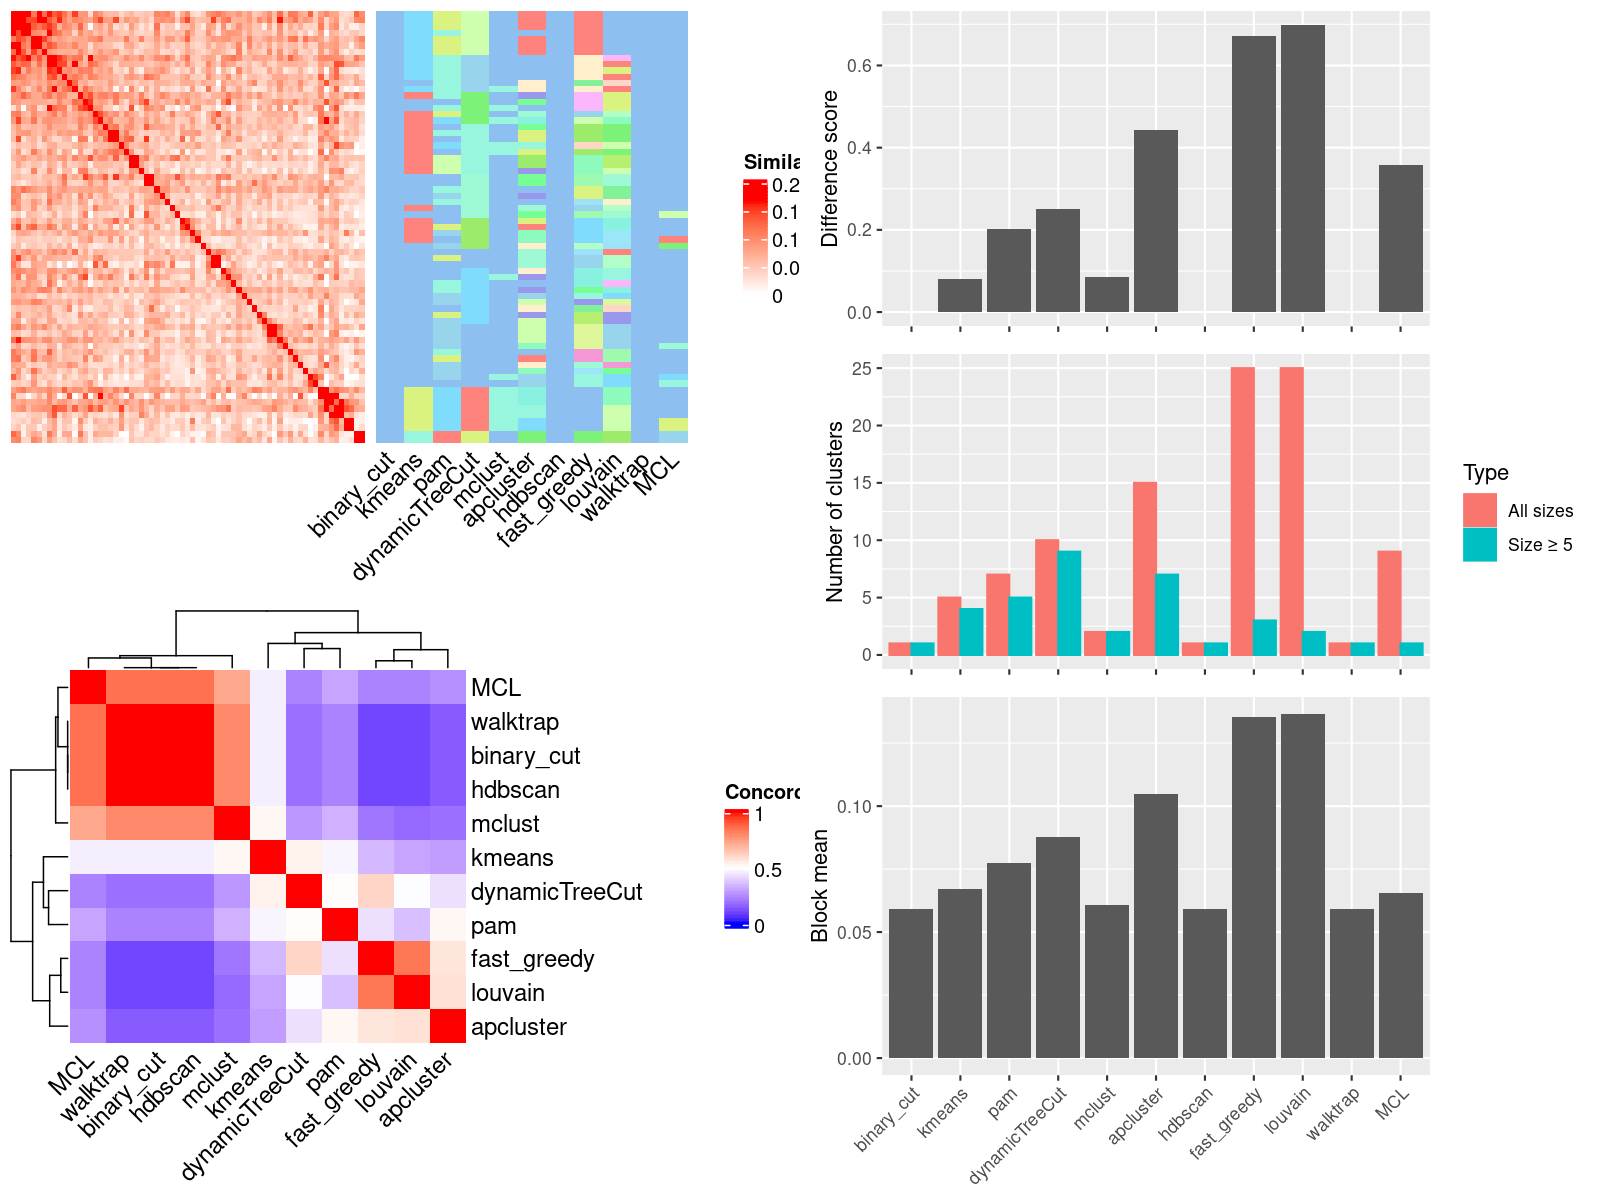 binary_cut
kmeans
pam
dynamicTreeCut
mclust
apcluster
hdbscan
fast_greedy
louvain
walktrap
MCL
Simila
0.2
0.1
0.1
0.0
0
MCL
walktrap
binary_cut
hdbscan
mclust
kmeans
dynamicTreeCut
pam
fast_greedy
louvain
apcluster
MCL
walktrap
binary_cut
hdbscan
mclust
kmeans
dynamicTreeCut
pam
fast_greedy
louvain
apcluster
Concord
1
0.5
0
Difference score
0.6
0.4
0.2
0.0
Number of clusters
25
20
15
10
5
0
Type
All sizes
Size ≥ 5
Block mean
0.10
0.05
0.00
binary_cut
kmeans
pam
dynamicTreeCut
mclust
apcluster
hdbscan
fast_greedy
louvain
walktrap
MCL